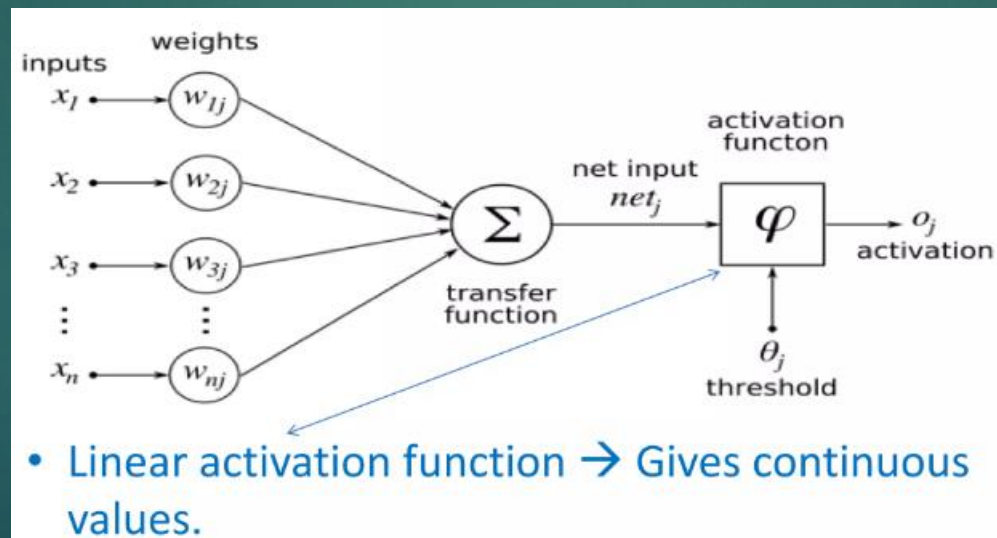 weights
inputs
x₁ w₁ⱼ
activation
functon
net input
netⱼ
x₂ w₂ⱼ
Σ φ oⱼ
activation
x₃ w₃ⱼ
transfer
function
⋮ ⋮
θⱼ
threshold
xₙ wₙⱼ
• Linear activation function → Gives continuous
values.